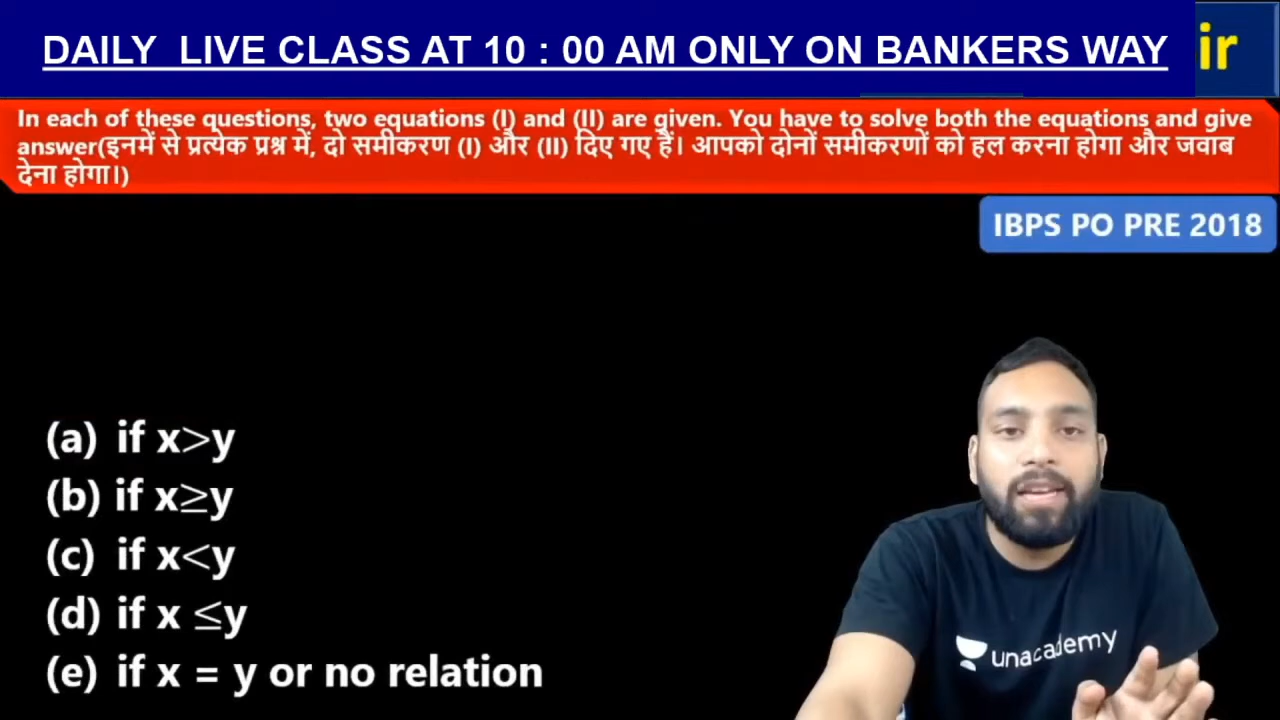 DAILY  LIVE CLASS AT 10 : 00 AM ONLY ON BANKERS WAY
ir
In each of these questions, two equations (I) and (II) are given. You have to solve both the equations and give
answer(इनमें से प्रत्येक प्रश्न में, दो समीकरण (I) और (II) दिए गए हैं। आपको दोनों समीकरणों को हल करना होगा और जवाब
देना होगा।)
IBPS PO PRE 2018
(a) if x>y
(b) if x≥y
(c) if x<y
(d) if x ≤y
(e) if x = y or no relation
unacademy